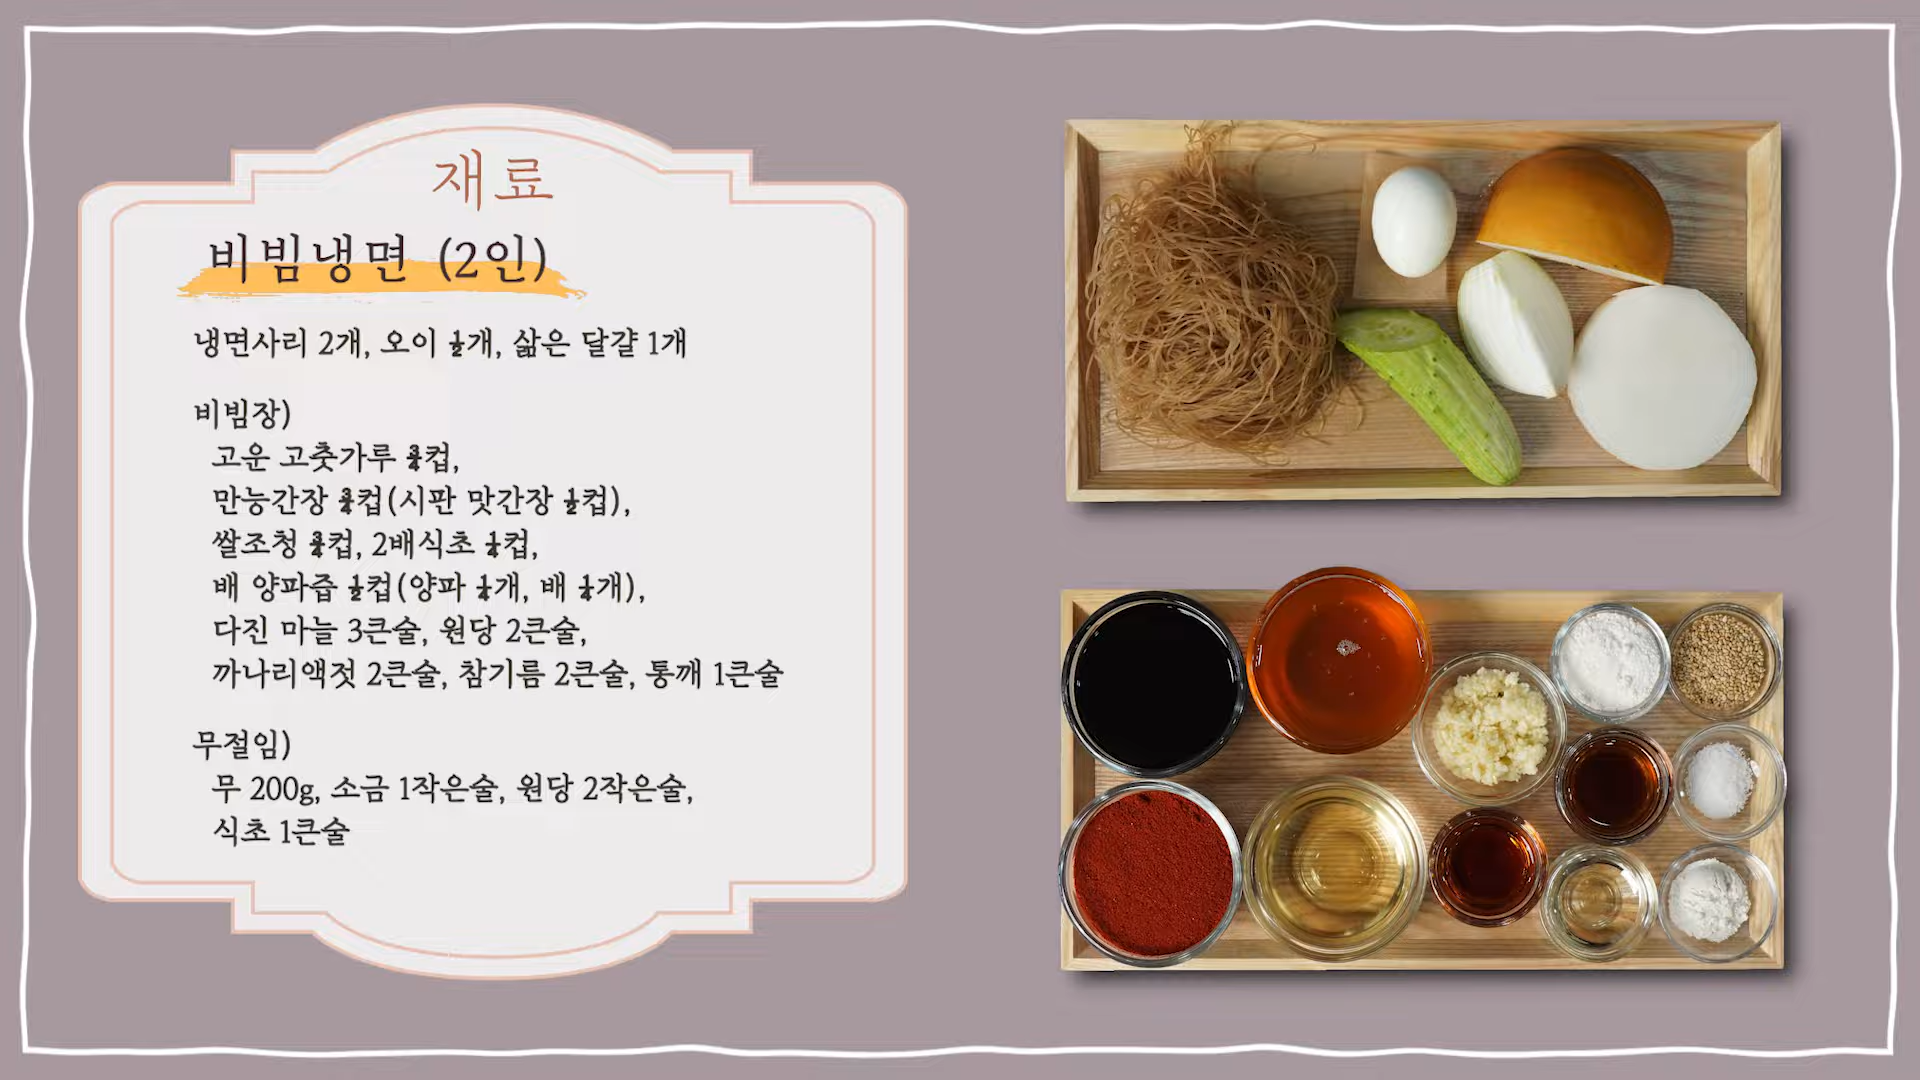 재료
비빔냉면 (2인)
냉면사리 2개, 오이 ½개, 삶은 달걀 1개
비빔장)
고운 고춧가루 컵,
만능간장 컵(시판 맛간장 ½컵),
쌀조청 컵, 2배식초 컵,
배 양파즙 ½컵(양파 개, 배 개),
다진 마늘 3큰술, 원당 2큰술,
까나리액젓 2큰술, 참기름 2큰술, 통깨 1큰술
무절임)
무 200g, 소금 1작은술, 원당 2작은술,
식초 1큰술